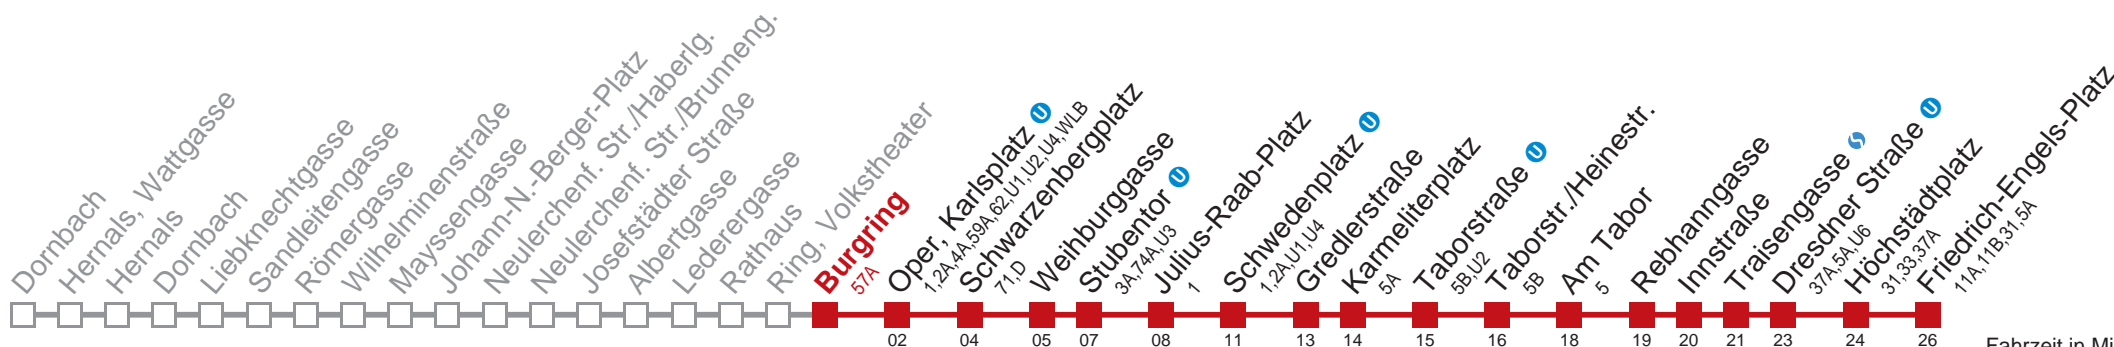 Dornbach
Hernals, Wattgasse
Hernals
Dornbach
Liebknechtgasse
Sandleitengasse
Römergasse
Wilhelminenstraße
Mayssengasse
Johann-N.-Berger-Platz
Neulerchenf. Str./Haberlg.
Neulerchenf. Str./Brunneng.
Josefstädter Straße
Albertgasse
Lederergasse
Rathaus
Ring, Volkstheater
Burgring
57A
Oper, Karlsplatz U
1,2A,4A,59A,62,U1,U2,U4,WLB
Schwarzenbergplatz
71,D
Weihburggasse
Stubentor U
3A,74A,U3
Julius-Raab-Platz
1
Schwedenplatz U
1,2A,U1,U4
Gredlerstraße
Karmeliterplatz
5A
Taborstraße U
5B,U2
Taborstr./Heinestr.
5B
Am Tabor
5
Rebhanngasse
Innstraße
Traisengasse
Dresdner Straße U
37A,5A,U6
Höchstädtplatz
31,33,37A
Friedrich-Engels-Platz
11A,11B,31,5A
02 04 05 07 08 11 13 14 15 16 18 19 20 21 23 24 26
Fahrzeit in Mi